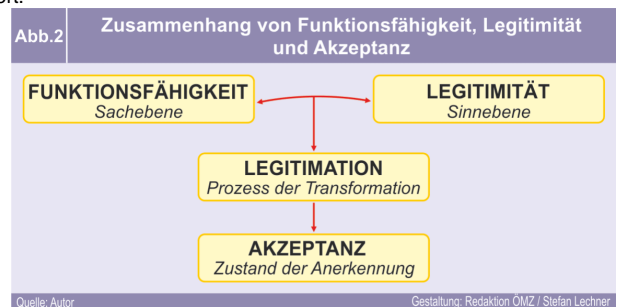 Abb.2
Zusammenhang von Funktionsfähigkeit, Legitimität
und Akzeptanz
FUNKTIONSFÄHIGKEIT
Sachebene
LEGITIMITÄT
Sinnebene
LEGITIMATION
Prozess der Transformation
AKZEPTANZ
Zustand der Anerkennung
Quelle: Autor
Gestaltung: Redaktion ÖMZ / Stefan Lechner